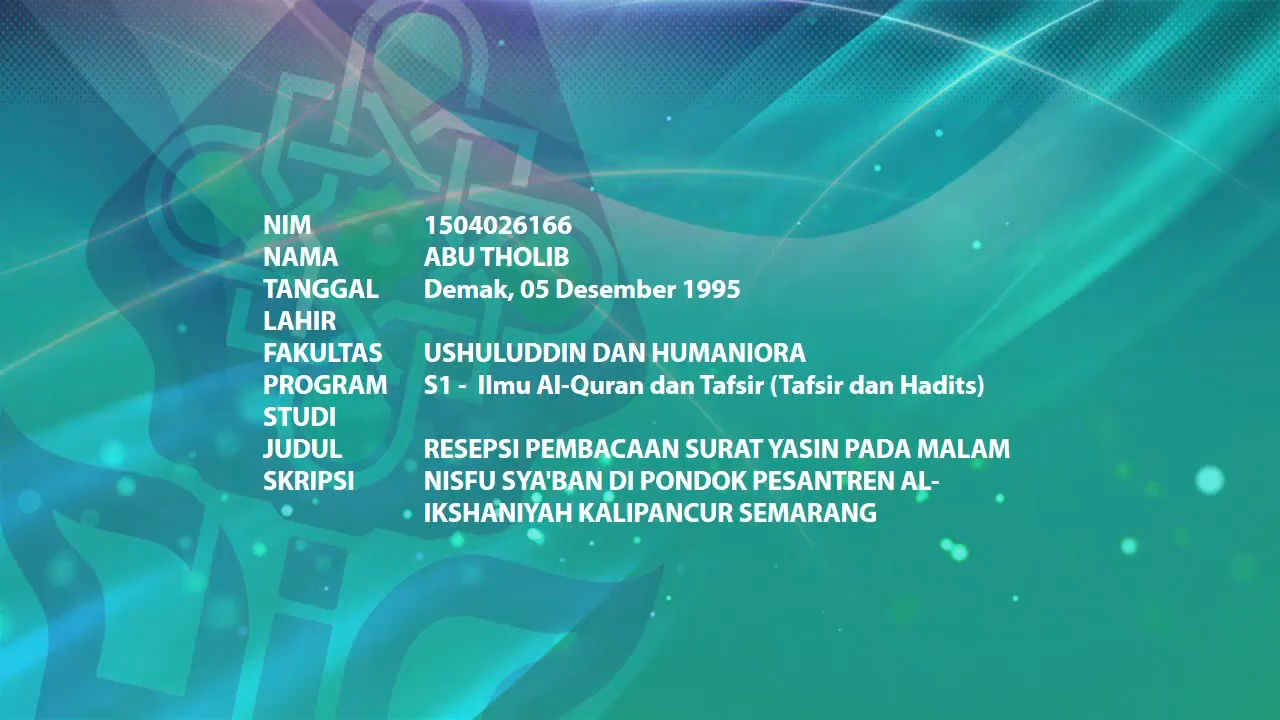 NIM 1504026166
NAMA ABU THOLIB
TANGGAL Demak, 05 Desember 1995
LAHIR
FAKULTAS USHULUDDIN DAN HUMANIORA
PROGRAM S1 - Ilmu Al-Quran dan Tafsir (Tafsir dan Hadits)
STUDI
JUDUL RESEPSI PEMBACAAN SURAT YASIN PADA MALAM
SKRIPSI NISFU SYA'BAN DI PONDOK PESANTREN AL-
IKSHANIYAH KALIPANCUR SEMARANG